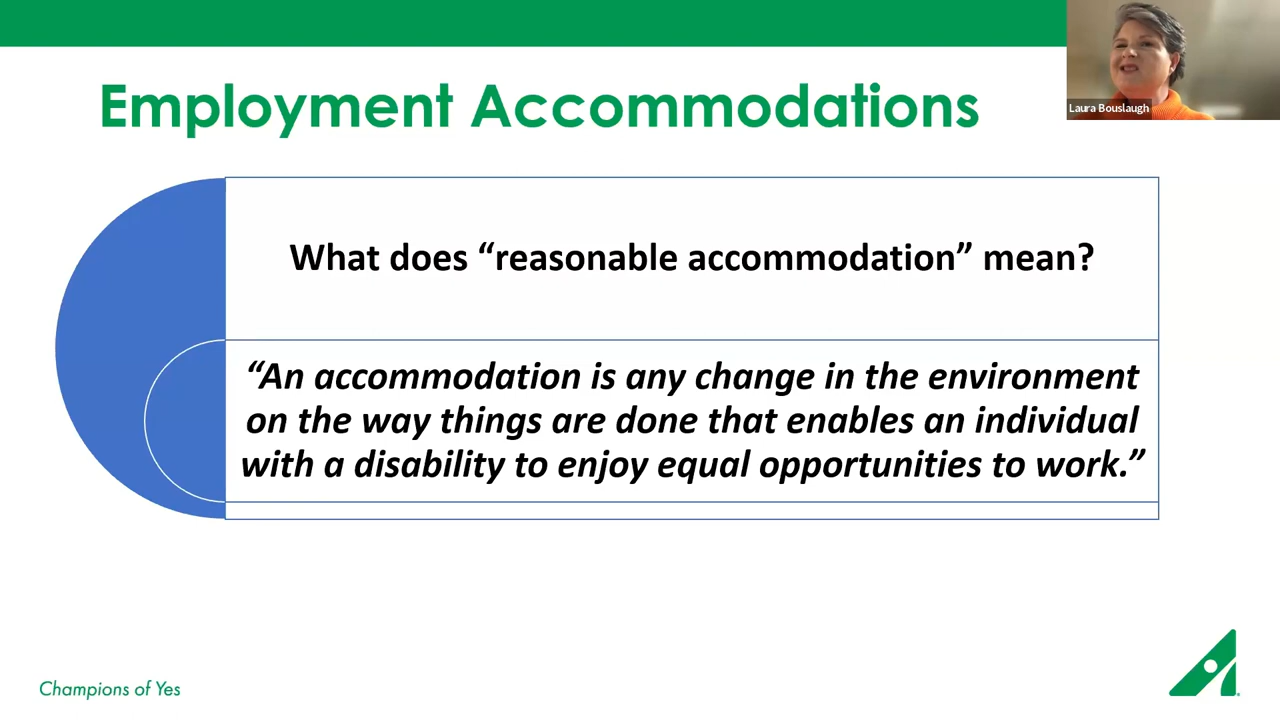 Employment Accommodations
Laura Bouslaugh
What does “reasonable accommodation” mean?
“An accommodation is any change in the environment
on the way things are done that enables an individual
with a disability to enjoy equal opportunities to work.”
Champions of Yes